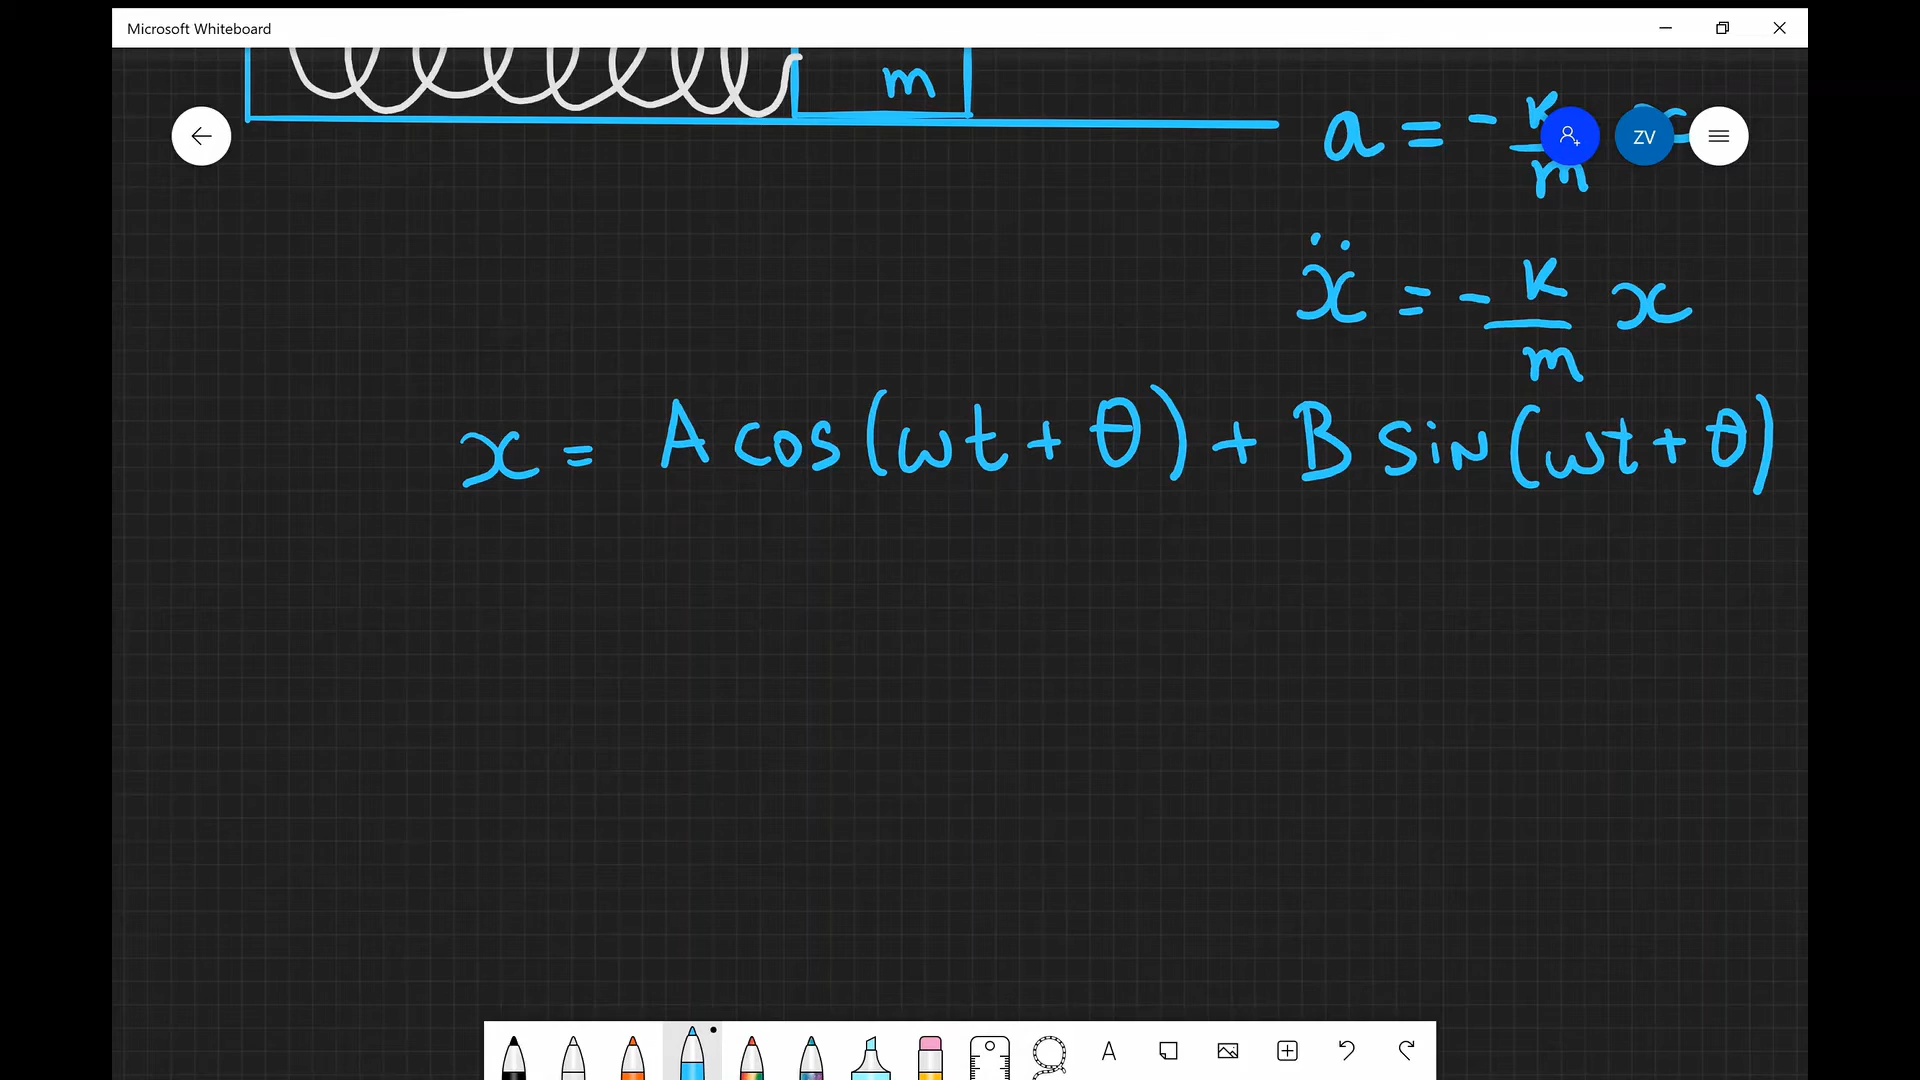 Microsoft Whiteboard
m
a = - k/m
ZV
ẍ = - k/m x
x = A cos(ωt + θ) + B sin(ωt + θ)
A